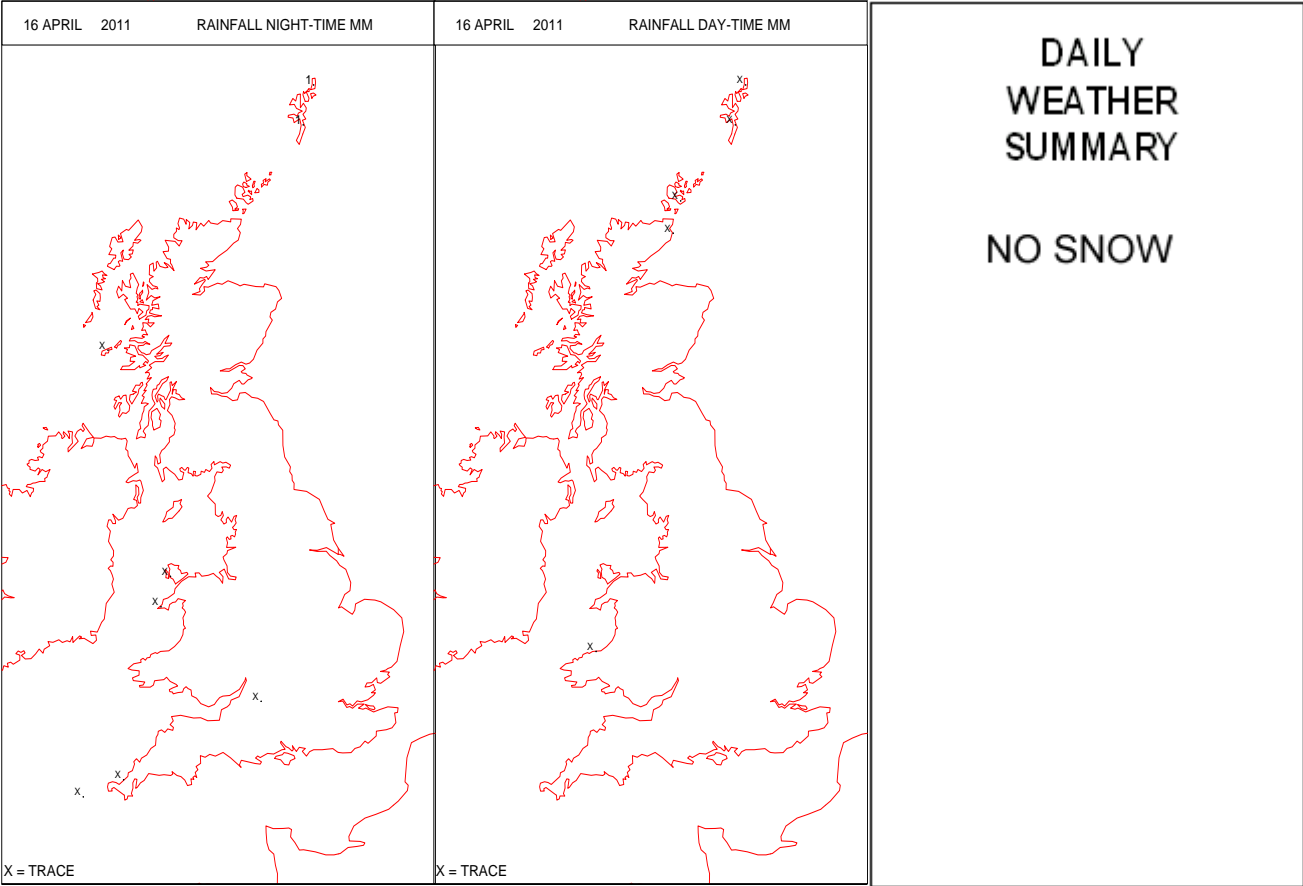 16 APRIL 2011 RAINFALL NIGHT-TIME MM
1
1
X
X
X
X
X
X
X = TRACE
16 APRIL 2011 RAINFALL DAY-TIME MM
X
X
X
X
X
X = TRACE
DAILY
WEATHER
SUMMARY
NO SNOW